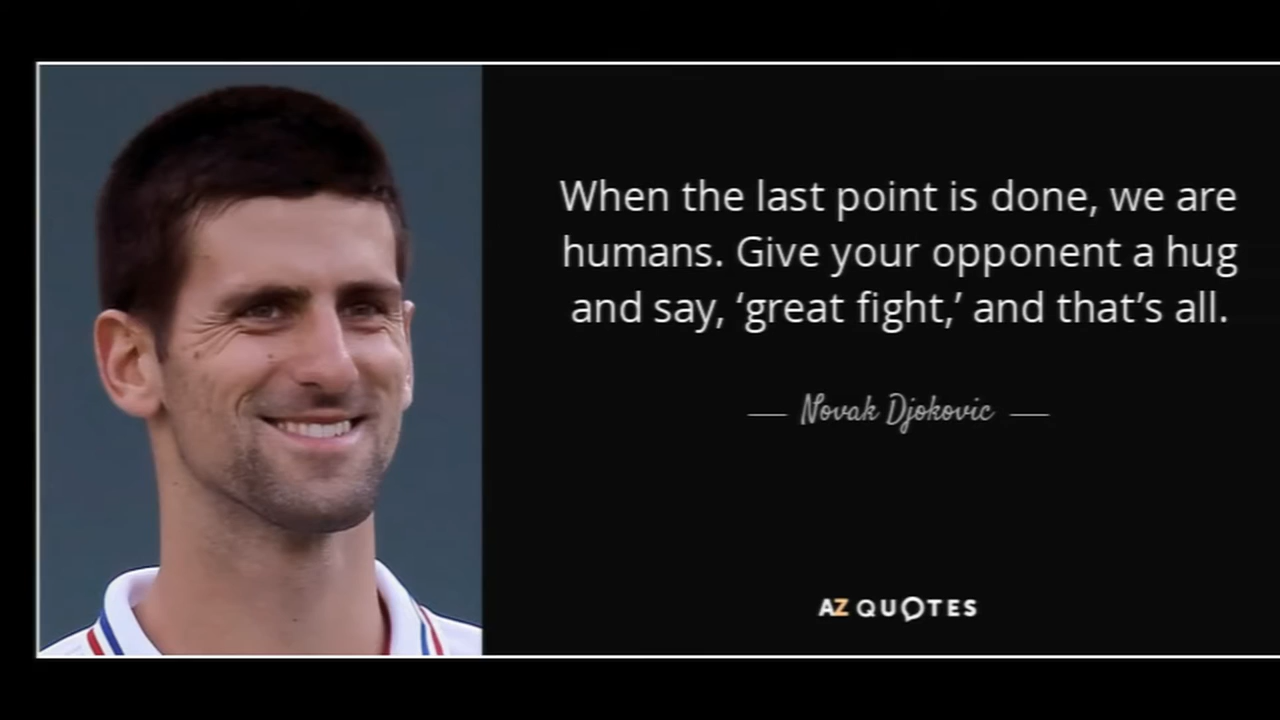 When the last point is done, we are
humans. Give your opponent a hug
and say, ‘great fight,’ and that’s all.
Novak Djokovic
AZ QUOTES